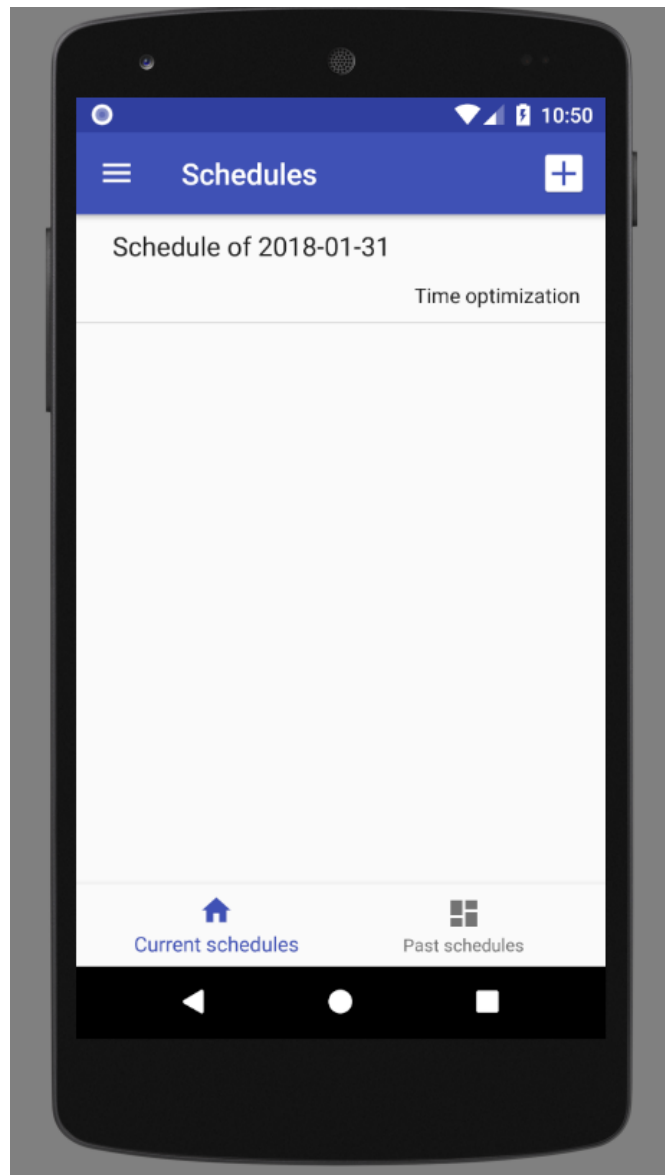 10:50
Schedules
Schedule of 2018-01-31
Time optimization
Current schedules
Past schedules